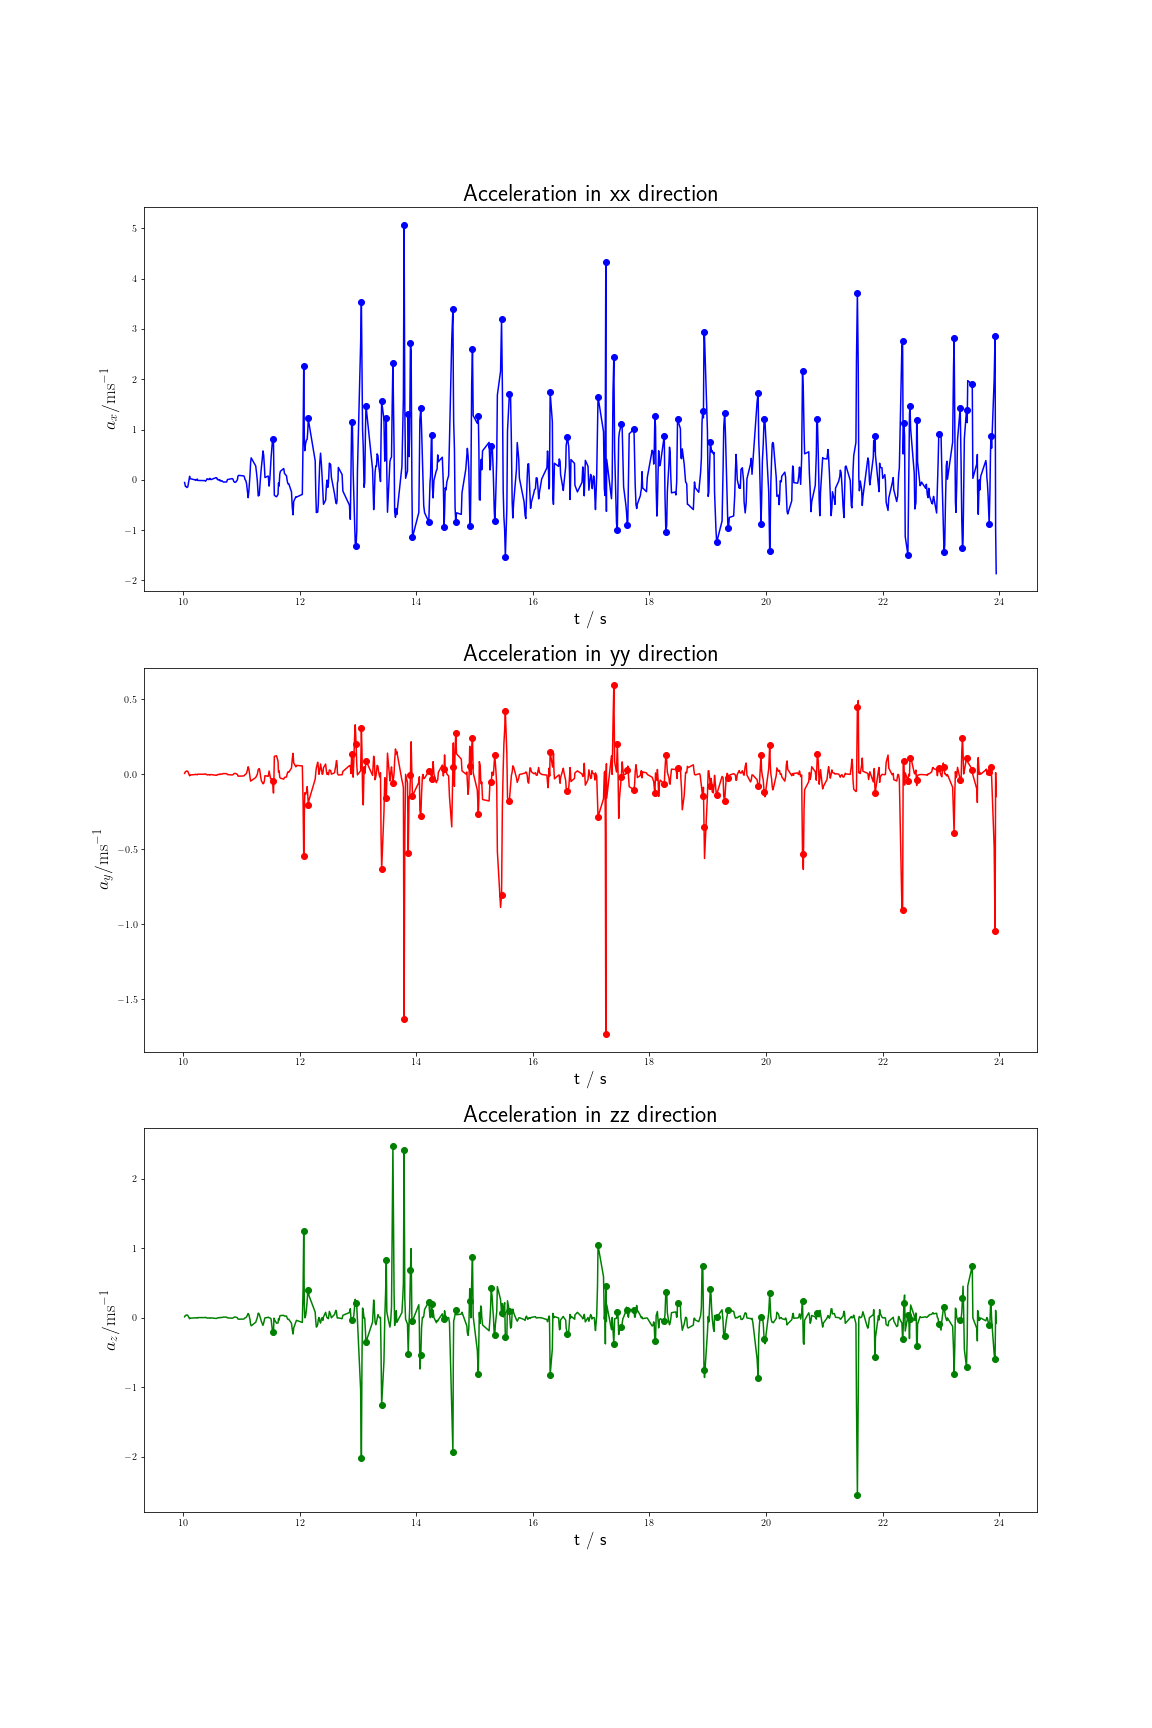 Acceleration in xx direction
5
4
3
2
1
0
−1
−2
a_x/ms^{−1}
10 12 14 16 18 20 22 24
t / s
Acceleration in yy direction
0.5
0.0
−0.5
−1.0
−1.5
a_y/ms^{−1}
10 12 14 16 18 20 22 24
t / s
Acceleration in zz direction
2
1
0
−1
−2
a_z/ms^{−1}
10 12 14 16 18 20 22 24
t / s